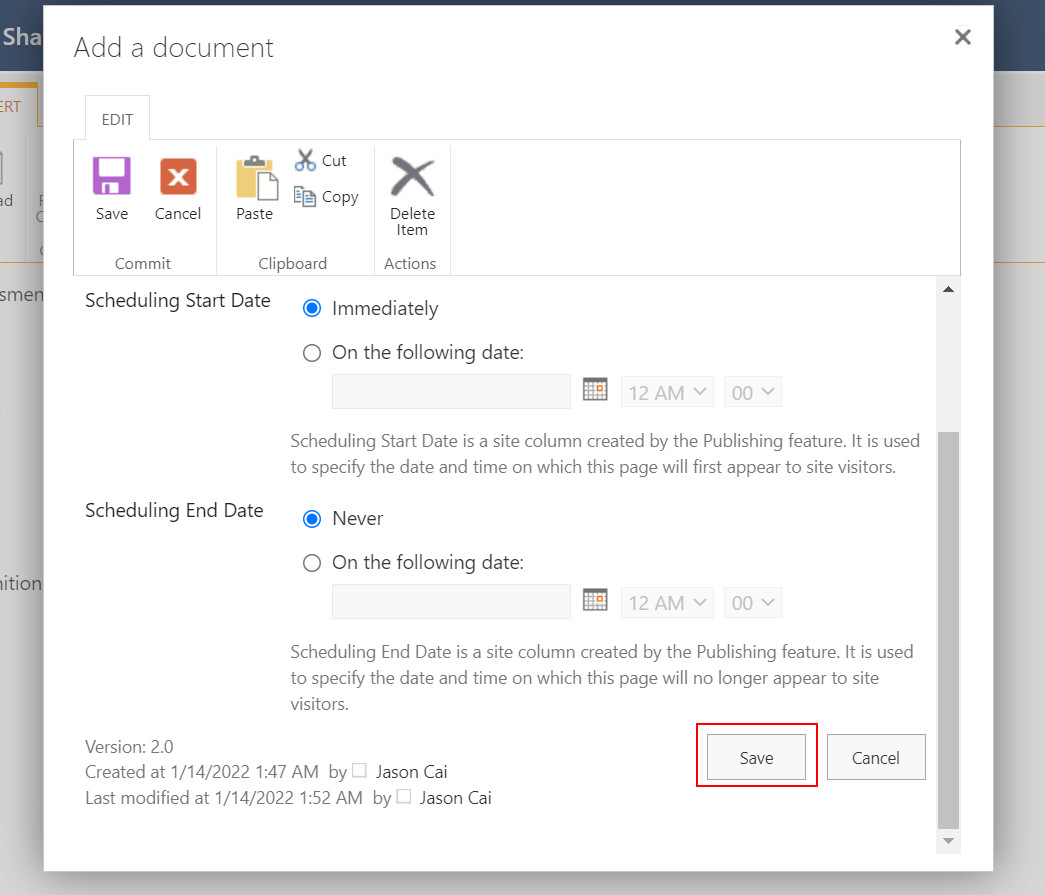 Sha
Add a document
ERT
EDIT
Save
Cancel
Paste
Cut
Copy
Delete
Item
Commit
Clipboard
Actions
Scheduling Start Date
Immediately
On the following date:
12 AM 00
Scheduling Start Date is a site column created by the Publishing feature. It is used
to specify the date and time on which this page will first appear to site visitors.
Scheduling End Date
Never
On the following date:
12 AM 00
Scheduling End Date is a site column created by the Publishing feature. It is used
to specify the date and time on which this page will no longer appear to site
visitors.
Version: 2.0
Created at 1/14/2022 1:47 AM by Jason Cai
Last modified at 1/14/2022 1:52 AM by Jason Cai
Save
Cancel